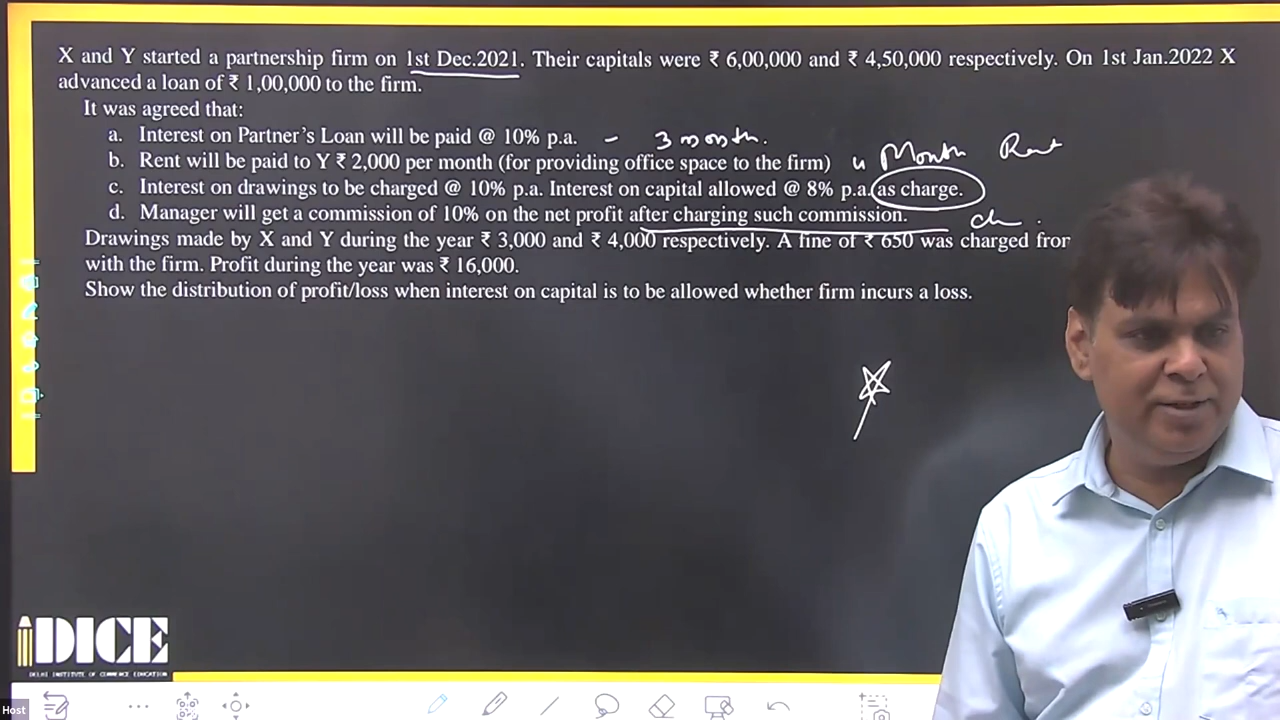 X and Y started a partnership firm on 1st Dec.2021. Their capitals were ₹ 6,00,000 and ₹ 4,50,000 respectively. On 1st Jan.2022 X
advanced a loan of ₹ 1,00,000 to the firm.
It was agreed that:
a. Interest on Partner's Loan will be paid @ 10% p.a. - 3 month.
b. Rent will be paid to Y ₹ 2,000 per month (for providing office space to the firm) 4 Month Rent
c. Interest on drawings to be charged @ 10% p.a. Interest on capital allowed @ 8% p.a. as charge.
d. Manager will get a commission of 10% on the net profit after charging such commission.
Drawings made by X and Y during the year ₹ 3,000 and ₹ 4,000 respectively. A fine of ₹ 650 was charged
with the firm. Profit during the year was ₹ 16,000.
Show the distribution of profit/loss when interest on capital is to be allowed whether firm incurs a loss.
DICE
DELHI INSTITUTE OF COMMERCE EDUCATION
Host